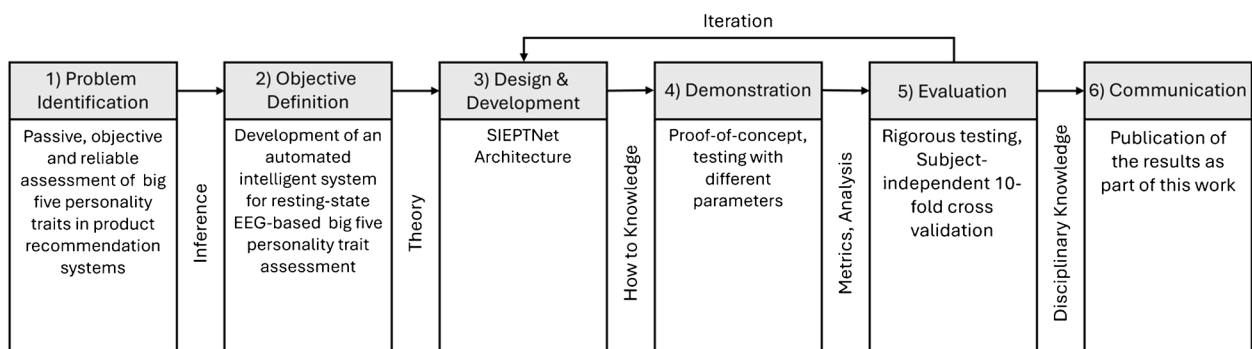 Iteration
1) Problem
Identification
Passive, objective
and reliable
assessment of big
five personality
traits in product
recommendation
systems
Inference
2) Objective
Definition
Development of an
automated
intelligent system
for resting-state
EEG-based big five
personality trait
assessment
Theory
3) Design &
Development
SIEPTNet
Architecture
How to Knowledge
4) Demonstration
Proof-of-concept,
testing with
different
parameters
Metrics, Analysis
5) Evaluation
Rigorous testing,
Subject-
independent 10-
fold cross
validation
Disciplinary Knowledge
6) Communication
Publication of
the results as
part of this work